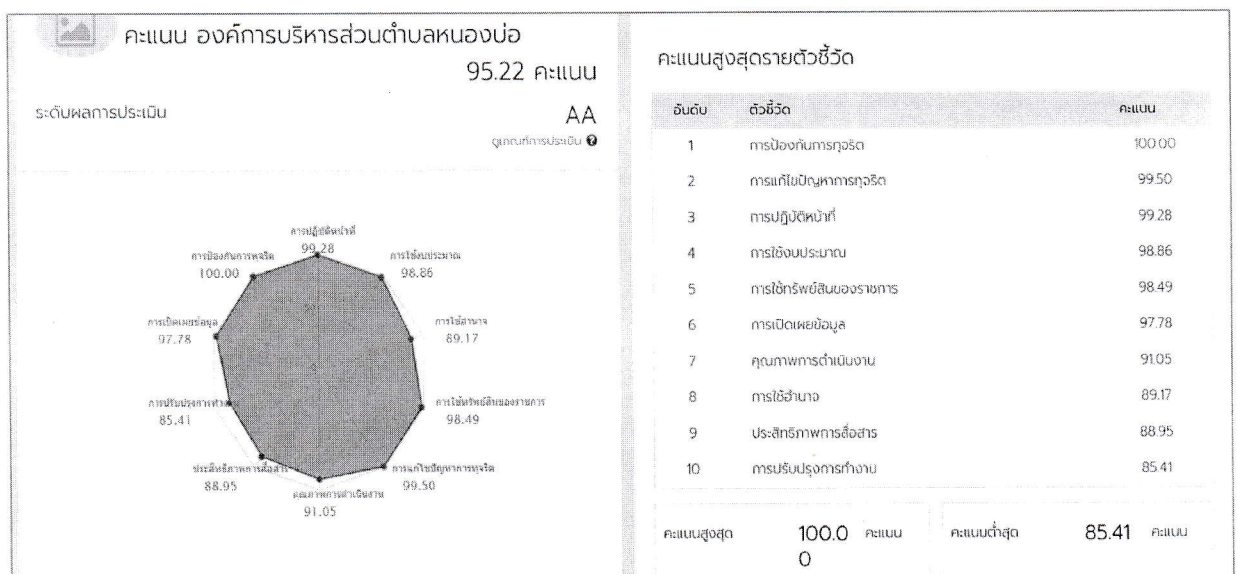 คะแนน องค์การบริหารส่วนตำบลหนองบ่อ
95.22 คะแนน
ระดับผลการประเมิน
AA
ดูเกณฑ์การประเมิน
การปฏิบัติหน้าที่
99.28
การป้องกันการทุจริต
100.00
การใช้งบประมาณ
98.86
การเปิดเผยข้อมูล
97.78
การใช้อำนาจ
89.17
การปรับปรุงการทำงาน
85.41
การใช้ทรัพย์สินของราชการ
98.49
ประสิทธิภาพการสื่อสาร
88.95
การแก้ไขปัญหาการทุจริต
99.50
คุณภาพการดำเนินงาน
91.05
คะแนนสูงสุดรายตัวชี้วัด
อันดับ ตัวชี้วัด คะแนน
1 การป้องกันการทุจริต 100.00
2 การแก้ไขปัญหาการทุจริต 99.50
3 การปฏิบัติหน้าที่ 99.28
4 การใช้งบประมาณ 98.86
5 การใช้ทรัพย์สินของราชการ 98.49
6 การเปิดเผยข้อมูล 97.78
7 คุณภาพการดำเนินงาน 91.05
8 การใช้อำนาจ 89.17
9 ประสิทธิภาพการสื่อสาร 88.95
10 การปรับปรุงการทำงาน 85.41
คะแนนสูงสุด 100.0 คะแนน
0
คะแนนต่ำสุด 85.41 คะแนน